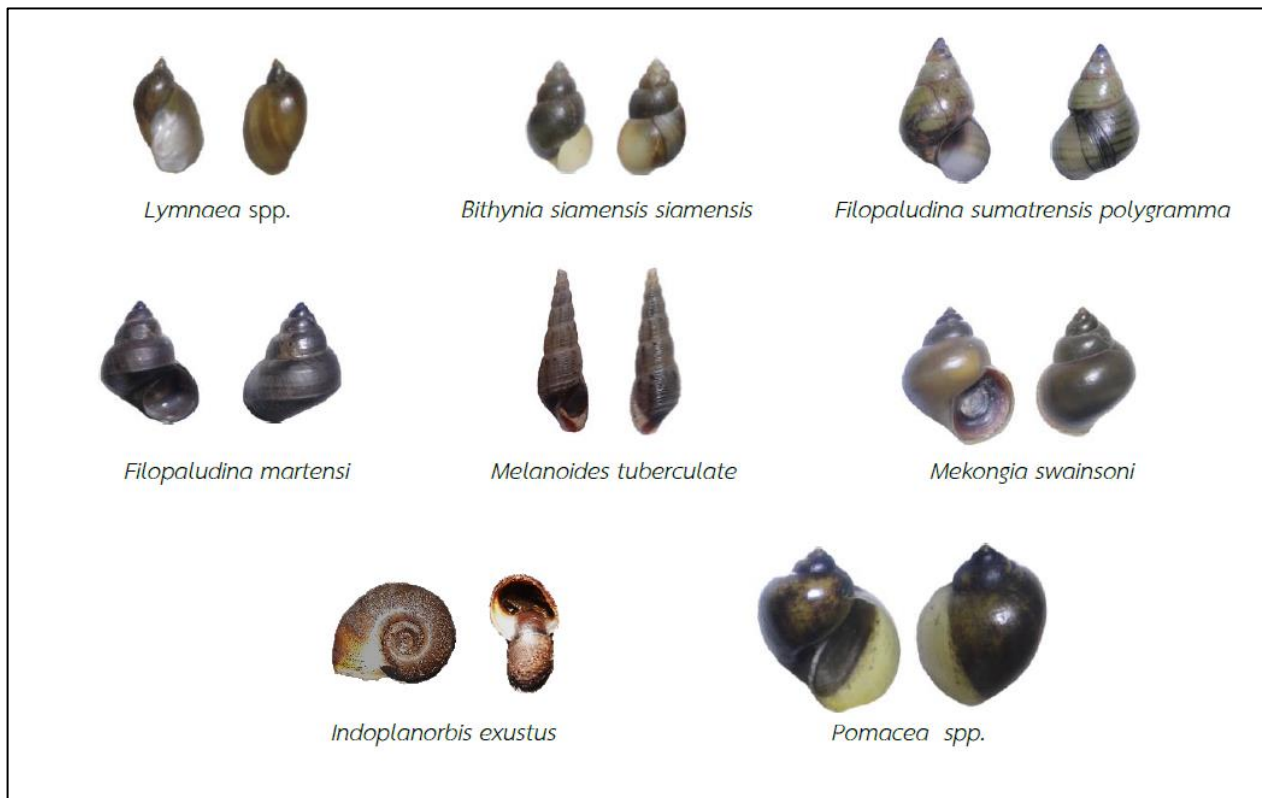 Lymnaea spp.
Bithynia siamensis siamensis
Filopaludina sumatrensis polygramma
Filopaludina martensi
Melanoides tuberculate
Mekongia swainsoni
Indoplanorbis exustus
Pomacea spp.